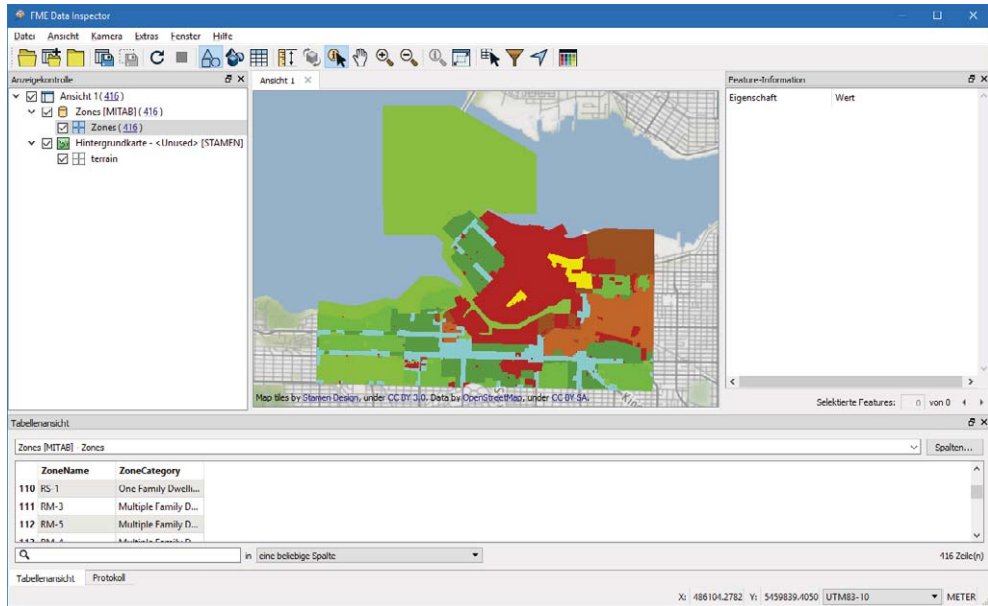 FME Data Inspector
Datei Ansicht Kamera Extras Fenster Hilfe
Anzeigekontrolle
Ansicht 1 (416)
Zones [MITAB] (416)
Zones (416)
Hintergrundkarte - <Unused> [STAMEN]
terrain
Ansicht 1
Map tiles by Stamen Design, under CC BY 3.0. Data by OpenStreetMap, under CC BY SA.
Feature-Information
Eigenschaft Wert
Selektierte Features: 0 von 0
Tabellenansicht
Zones [MITAB] Zones
Spalten...
ZoneName ZoneCategory
110 RS-1 One Family Dwelli...
111 RM-3 Multiple Family D...
112 RM-5 Multiple Family D...
in eine beliebige Spalte
416 Zeile(n)
Tabellenansicht Protokoll
X: 486104.2782 Y: 5459839.4050 UTM83-10 METER